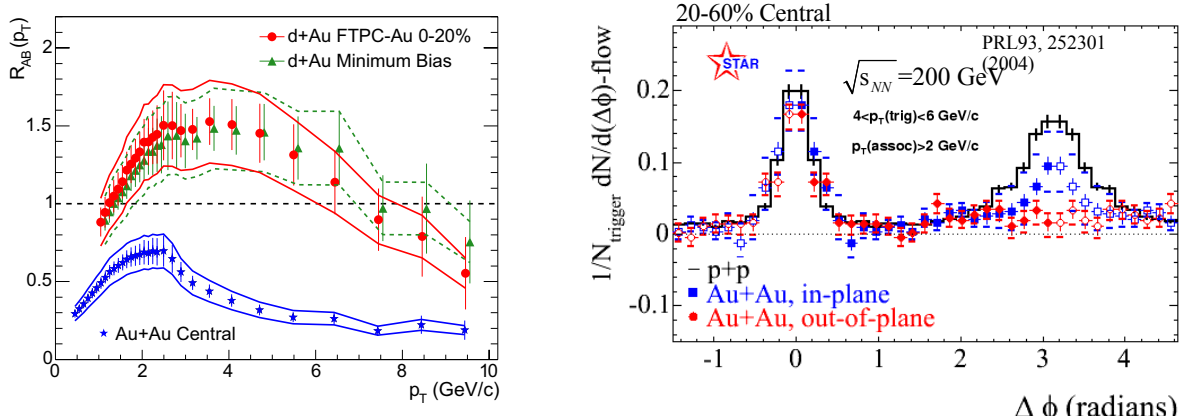 R_AB(p_T)
2
1.5
1
0.5
0
d+Au FTPC-Au 0-20%
d+Au Minimum Bias
Au+Au Central
0 2 4 6 8 10
p_T (GeV/c)
20-60% Central
PRL93, 252301
(2004)
STAR
√s_NN =200 GeV
4<p_T(trig)<6 GeV/c
p_T(assoc)>2 GeV/c
1/N_trigger dN/d(Δϕ)-flow
0.2
0.1
0
-0.1
p+p
Au+Au, in-plane
Au+Au, out-of-plane
-1 0 1 2 3 4
Δ ϕ (radians)